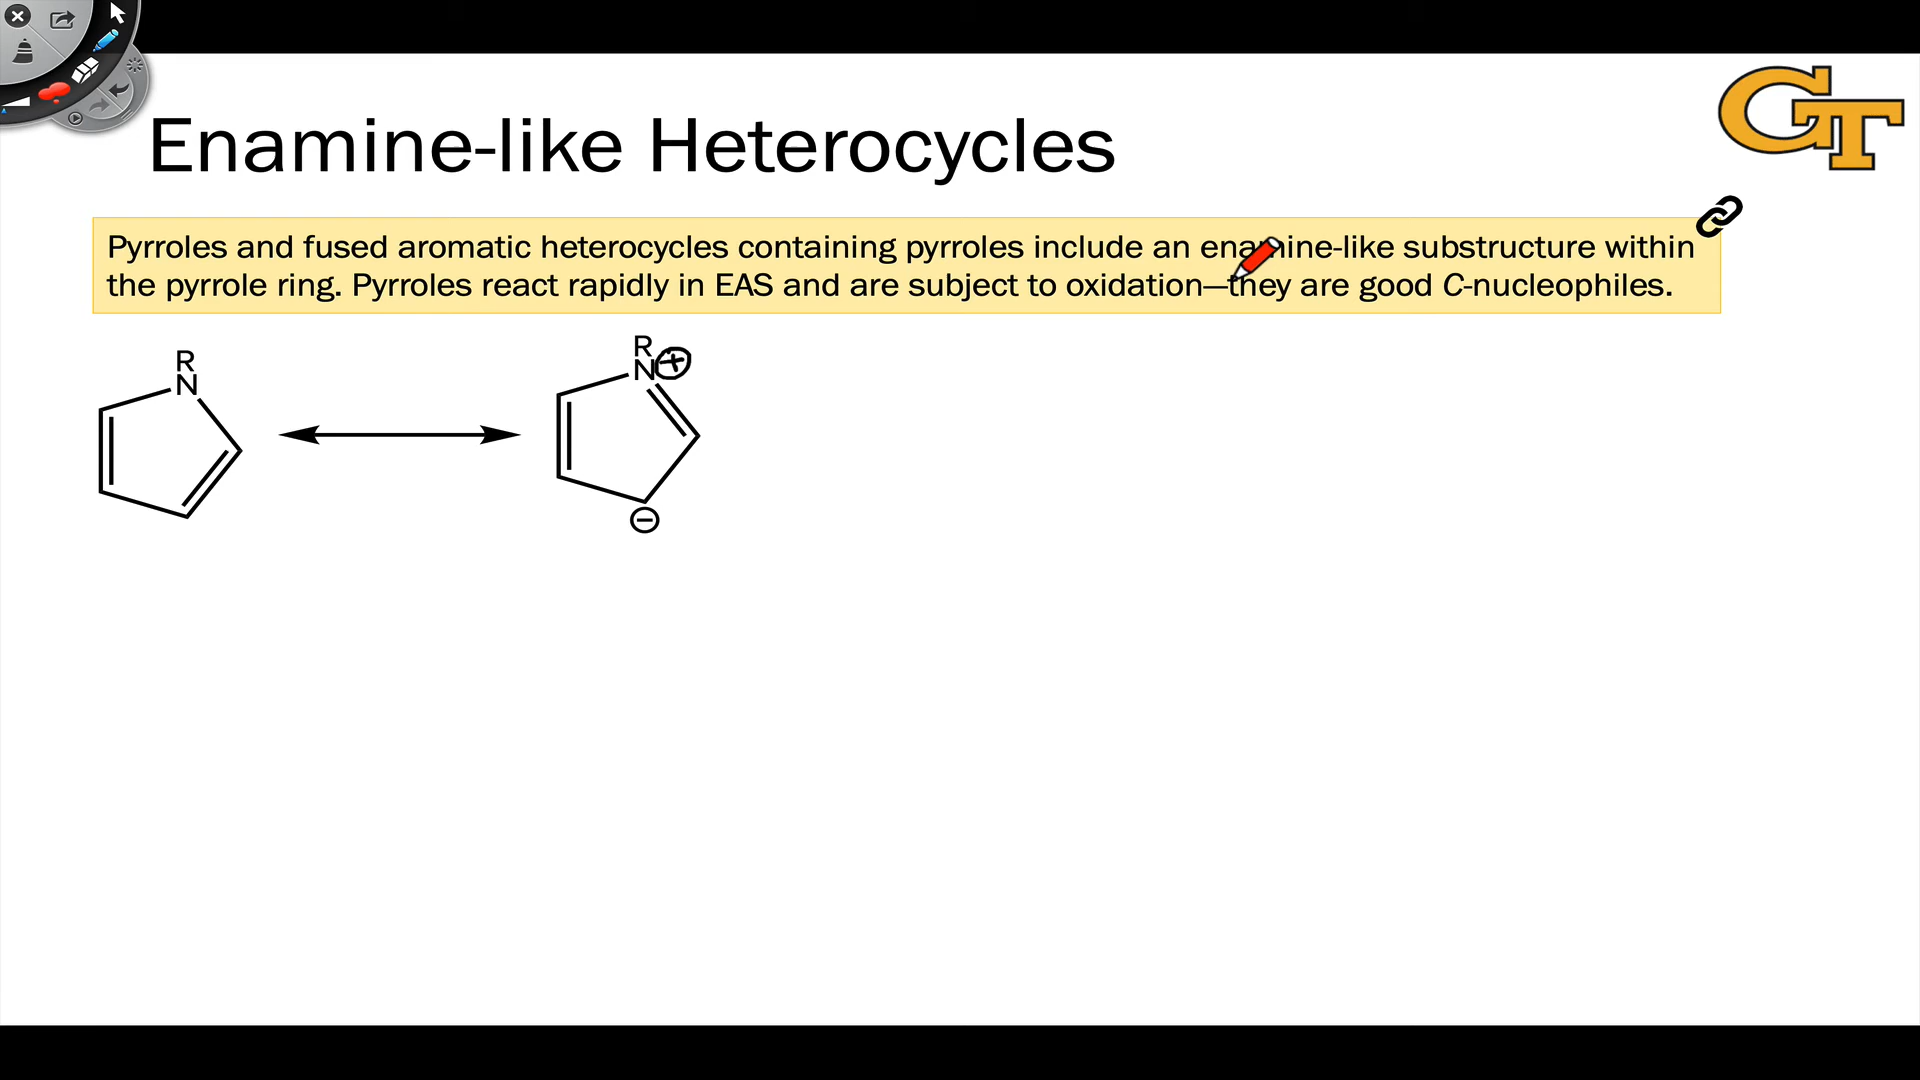 GT
Enamine-like Heterocycles
Pyrroles and fused aromatic heterocycles containing pyrroles include an enamine-like substructure within
the pyrrole ring. Pyrroles react rapidly in EAS and are subject to oxidation—they are good C-nucleophiles.
R
N
R
N⊕
⊖